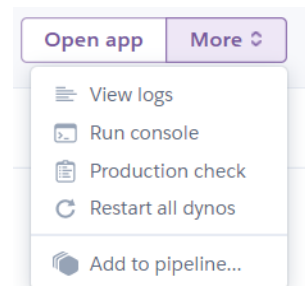 Open app
More
View logs
Run console
Production check
Restart all dynos
Add to pipeline...